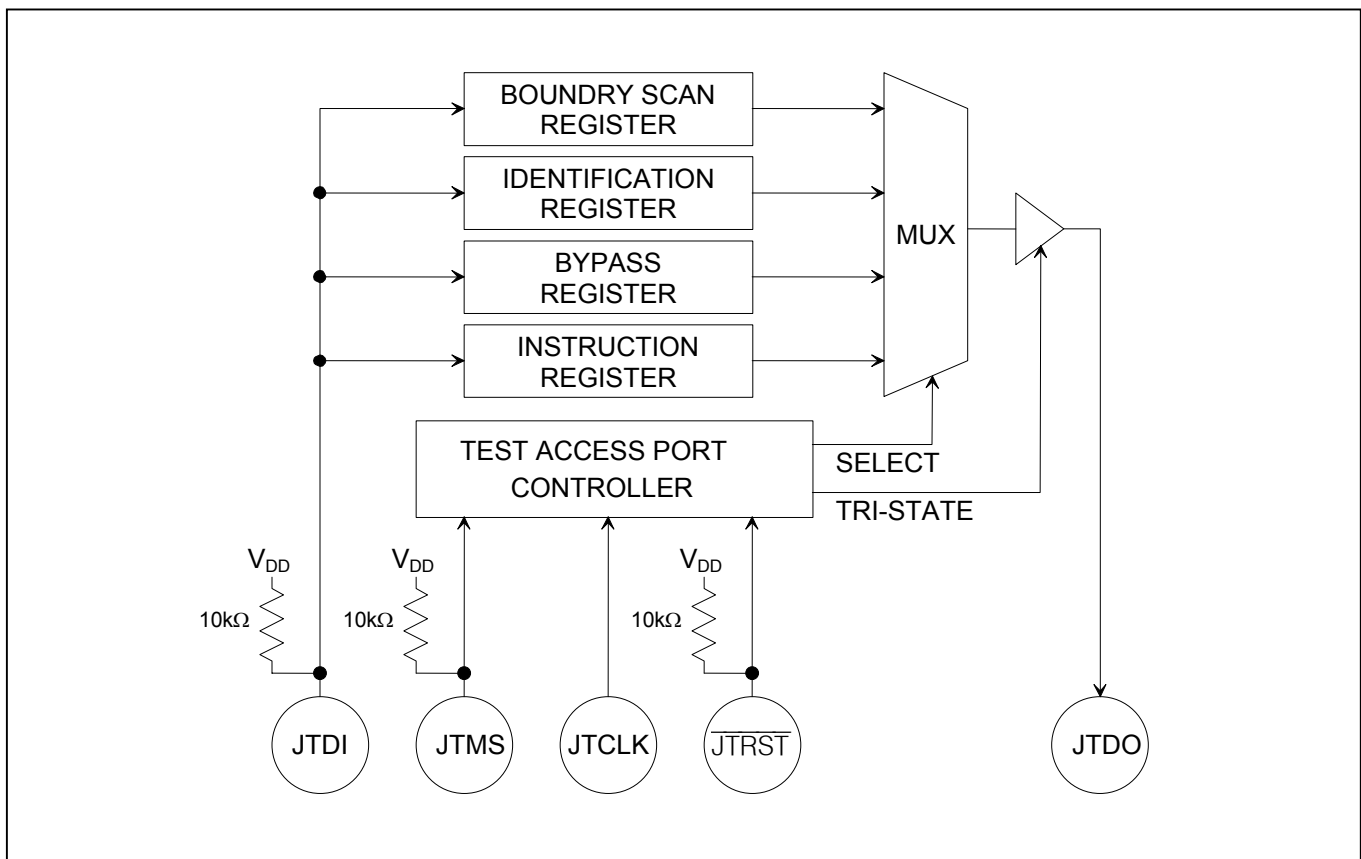 BOUNDRY SCAN
REGISTER
IDENTIFICATION
REGISTER
BYPASS
REGISTER
INSTRUCTION
REGISTER
MUX
TEST ACCESS PORT
CONTROLLER
SELECT
TRI-STATE
VDD
10kΩ
VDD
10kΩ
VDD
10kΩ
JTDI
JTMS
JTCLK
JTRST
JTDO